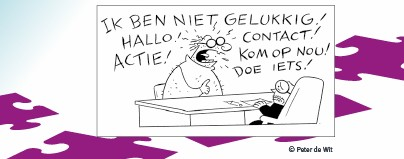 IK BEN NIET GELUKKIG!
HALLO! CONTACT!
ACTIE! KOM OP NOU!
DOE IETS!
© Peter de Wit